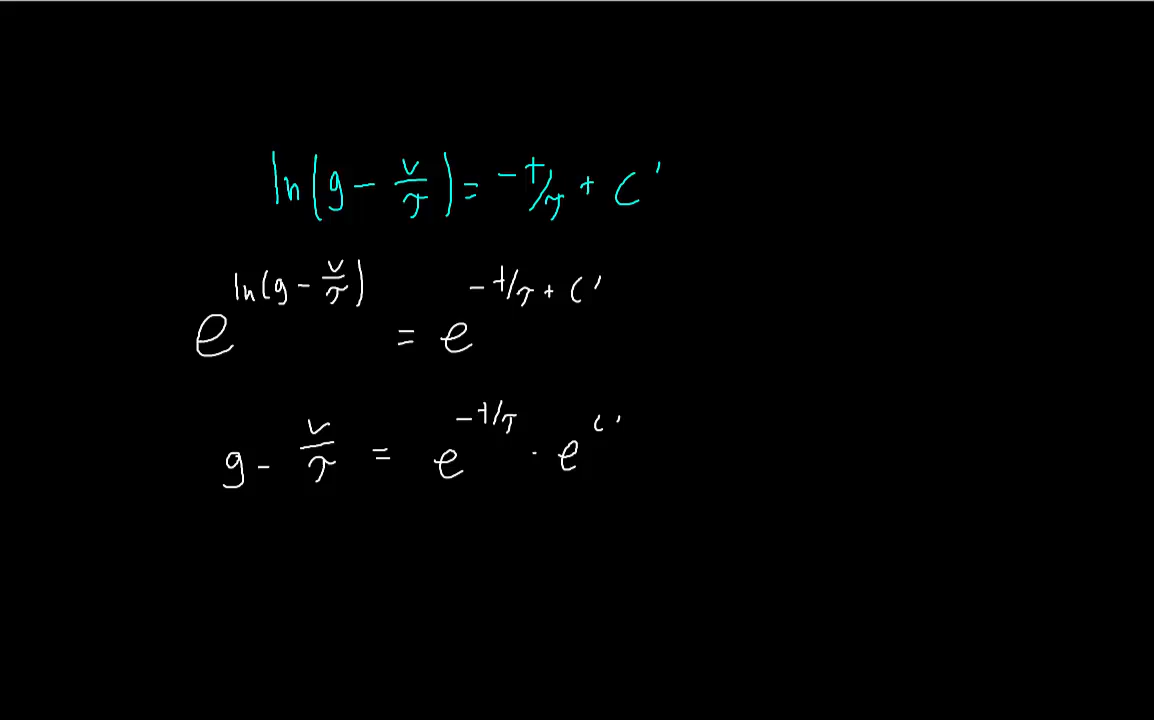 ln(g - v/τ) = -t/τ + C'
e^{ln(g - v/τ)} = e^{-t/τ + C'}
g - v/τ = e^{-t/τ} · e^{C'}